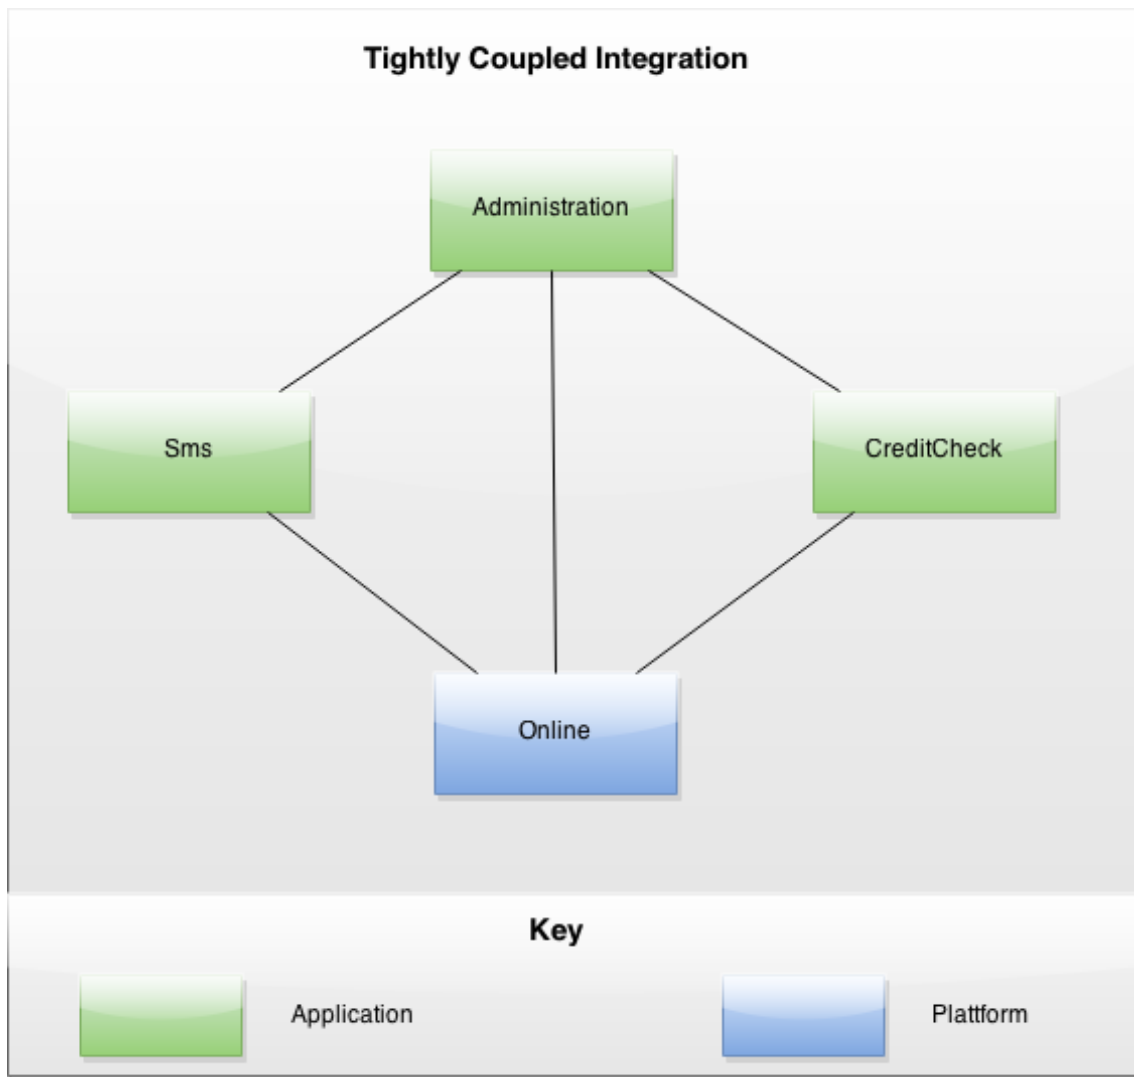 Tightly Coupled Integration
Administration
Sms
CreditCheck
Online
Key
Application
Plattform